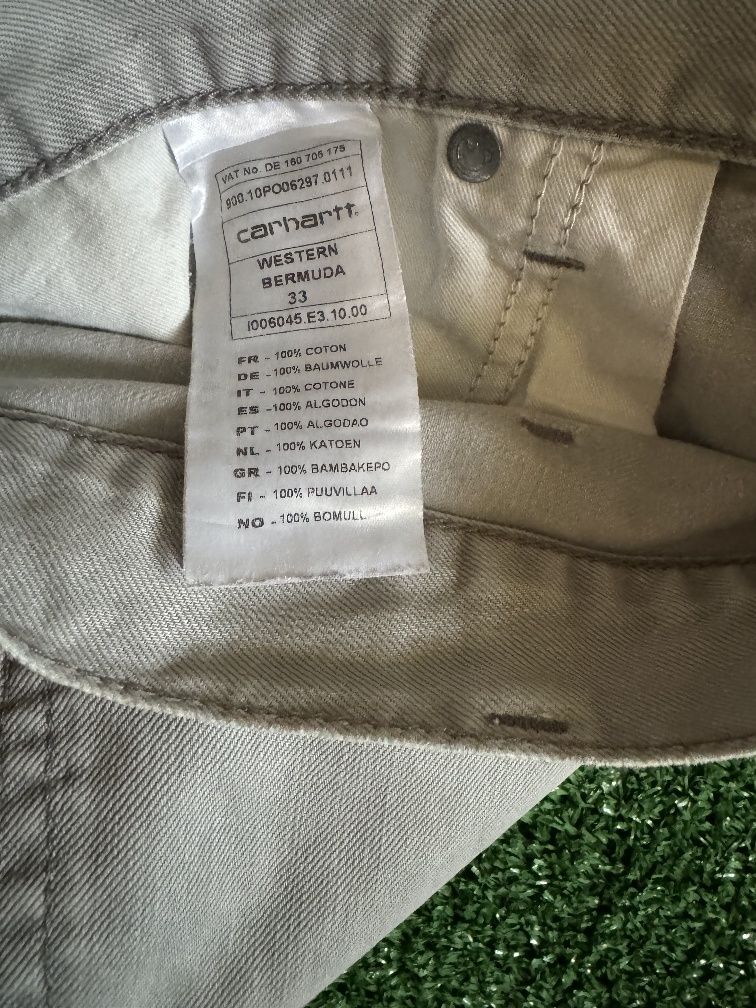 VAT No. DE 160 706 175
900.10PO06297.0111
carhartt.
WESTERN
BERMUDA
33
I006045.E3.10.00
FR - 100% COTON
DE - 100% BAUMWOLLE
IT - 100% COTONE
ES -100% ALGODON
PT - 100% ALGODAO
NL - 100% KATOEN
GR - 100% BAMBAKEPO
FI - 100% PUUVILLAA
NO - 100% BOMULL